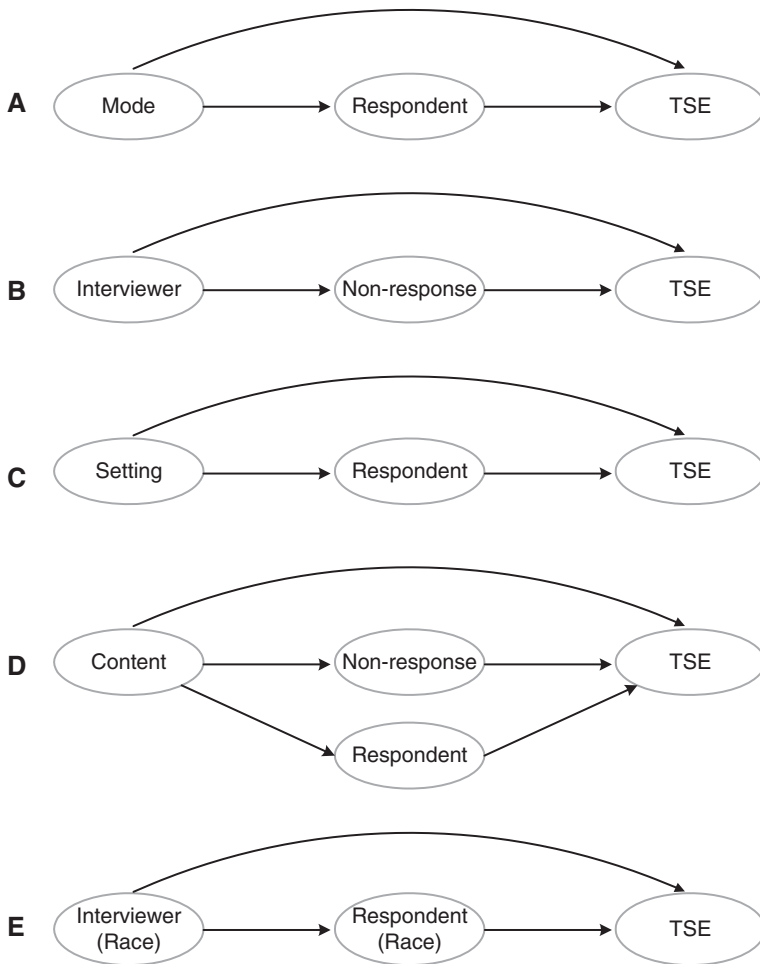 A
Mode
Respondent
TSE
B
Interviewer
Non-response
TSE
C
Setting
Respondent
TSE
D
Content
Non-response
TSE
Respondent
E
Interviewer
(Race)
Respondent
(Race)
TSE